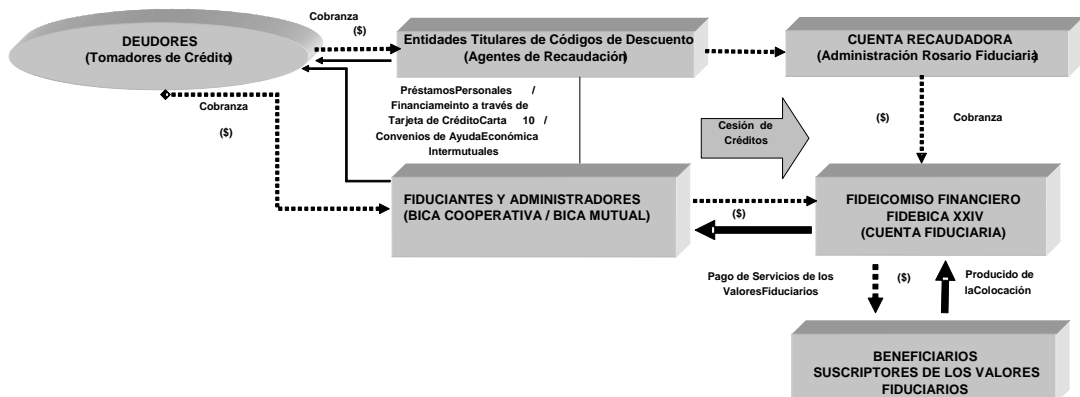 Cobranza
($)
DEUDORES
(Tomadores de Crédito)
Entidades Titulares de Códigos de Descuento
(Agentes de Recaudación)
CUENTA RECAUDADORA
(Administración Rosario Fiduciaria)
Cobranza
($)
PréstamosPersonales /
Financiameinto a través de
Tarjeta de CréditoCarta 10 /
Convenios de AyudaEconómica
Intermutuales
Cesión de
Créditos
($)
Cobranza
FIDUCIANTES Y ADMINISTRADORES
(BICA COOPERATIVA / BICA MUTUAL)
($)
FIDEICOMISO FINANCIERO
FIDEBICA XXIV
(CUENTA FIDUCIARIA)
Pago de Servicios de los
ValoresFiduciarios
($)
Producido de
laColocación
BENEFICIARIOS
SUSCRIPTORES DE LOS VALORES
FIDUCIARIOS